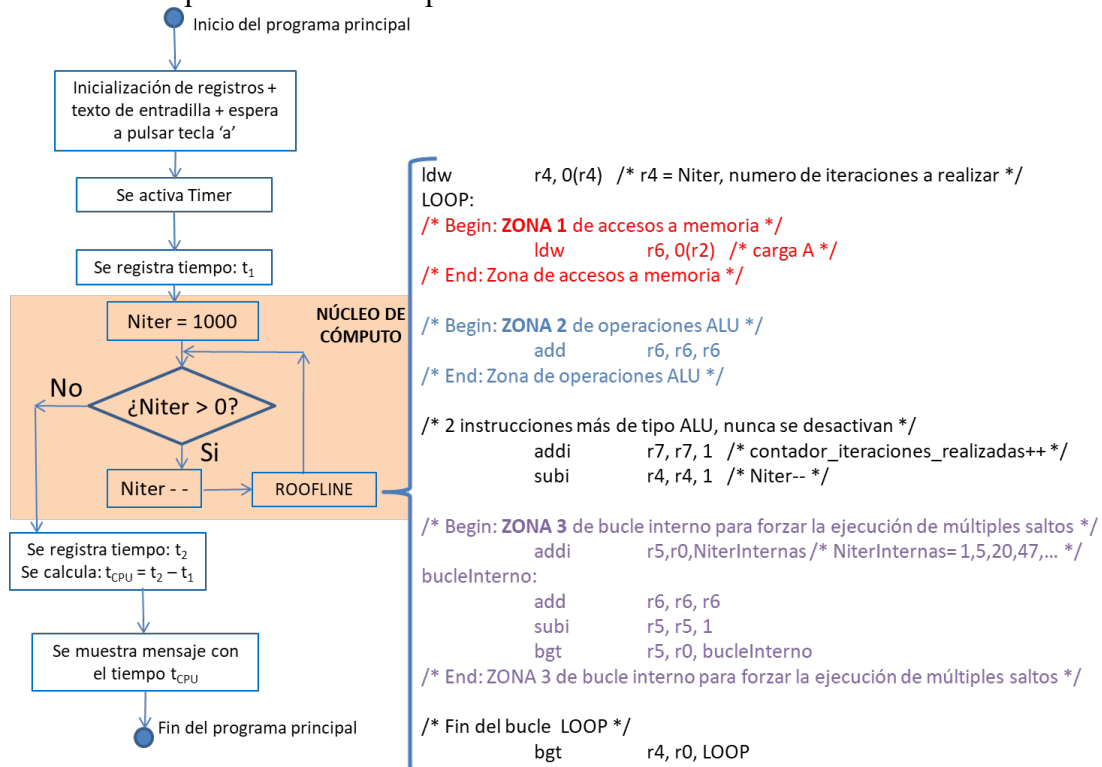 Inicio del programa principal
Inicialización de registros +
texto de entradilla + espera
a pulsar tecla ‘a’
Se activa Timer
Se registra tiempo: t1
NÚCLEO DE
CÓMPUTO
Niter = 1000
¿Niter > 0?
No
Si
Niter - -
ROOFLINE
Se registra tiempo: t2
Se calcula: tCPU = t2 – t1
Se muestra mensaje con
el tiempo tCPU
Fin del programa principal
ldw r4, 0(r4) /* r4 = Niter, numero de iteraciones a realizar */
LOOP:
/* Begin: ZONA 1 de accesos a memoria */
ldw r6, 0(r2) /* carga A */
/* End: Zona de accesos a memoria */
/* Begin: ZONA 2 de operaciones ALU */
add r6, r6, r6
/* End: Zona de operaciones ALU */
/* 2 instrucciones más de tipo ALU, nunca se desactivan */
addi r7, r7, 1 /* contador_iteraciones_realizadas++ */
subi r4, r4, 1 /* Niter-- */
/* Begin: ZONA 3 de bucle interno para forzar la ejecución de múltiples saltos */
addi r5,r0,NiterInternas /* NiterInternas= 1,5,20,47,... */
bucleInterno:
add r6, r6, r6
subi r5, r5, 1
bgt r5, r0, bucleInterno
/* End: ZONA 3 de bucle interno para forzar la ejecución de múltiples saltos */
/* Fin del bucle LOOP */
bgt r4, r0, LOOP